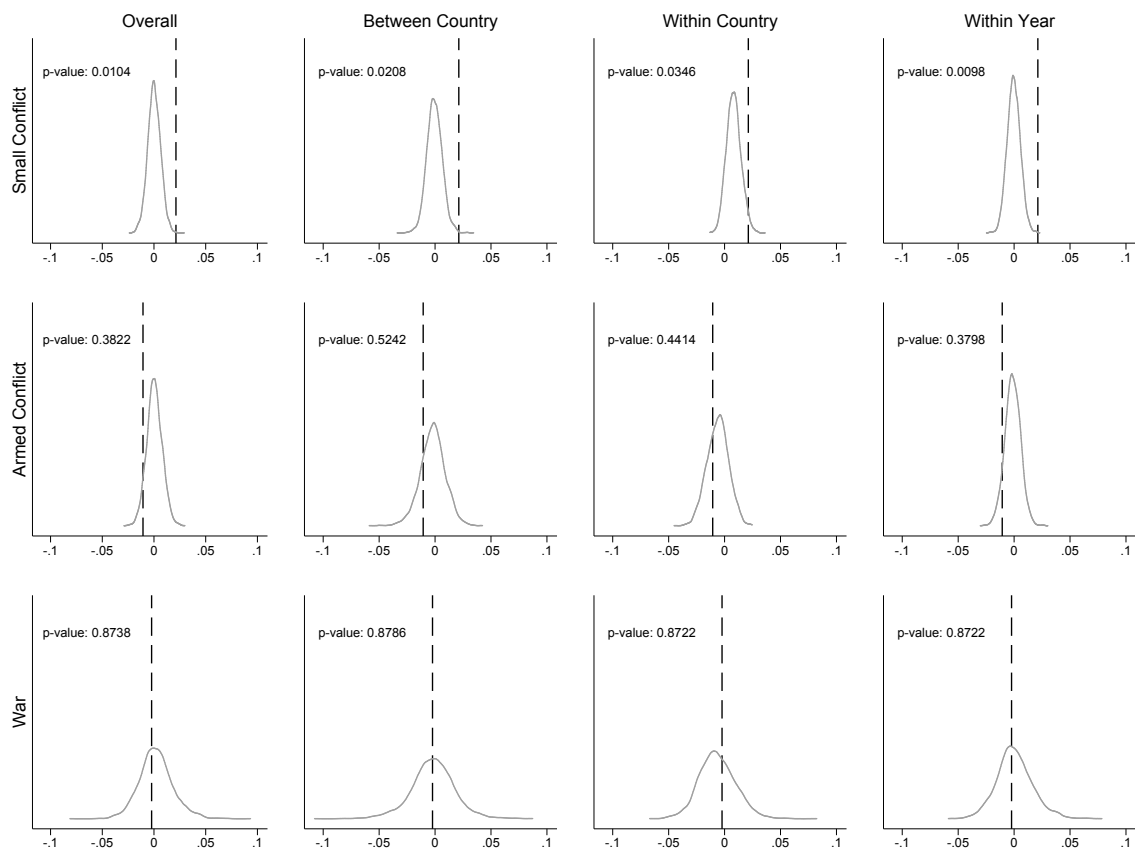 Overall Between Country Within Country Within Year
Small Conflict
p-value: 0.0104 p-value: 0.0208 p-value: 0.0346 p-value: 0.0098
-.1 -.05 0 .05 .1 -.1 -.05 0 .05 .1 -.1 -.05 0 .05 .1 -.1 -.05 0 .05 .1
Armed Conflict
p-value: 0.3822 p-value: 0.5242 p-value: 0.4414 p-value: 0.3798
-.1 -.05 0 .05 .1 -.1 -.05 0 .05 .1 -.1 -.05 0 .05 .1 -.1 -.05 0 .05 .1
War
p-value: 0.8738 p-value: 0.8786 p-value: 0.8722 p-value: 0.8722
-.1 -.05 0 .05 .1 -.1 -.05 0 .05 .1 -.1 -.05 0 .05 .1 -.1 -.05 0 .05 .1